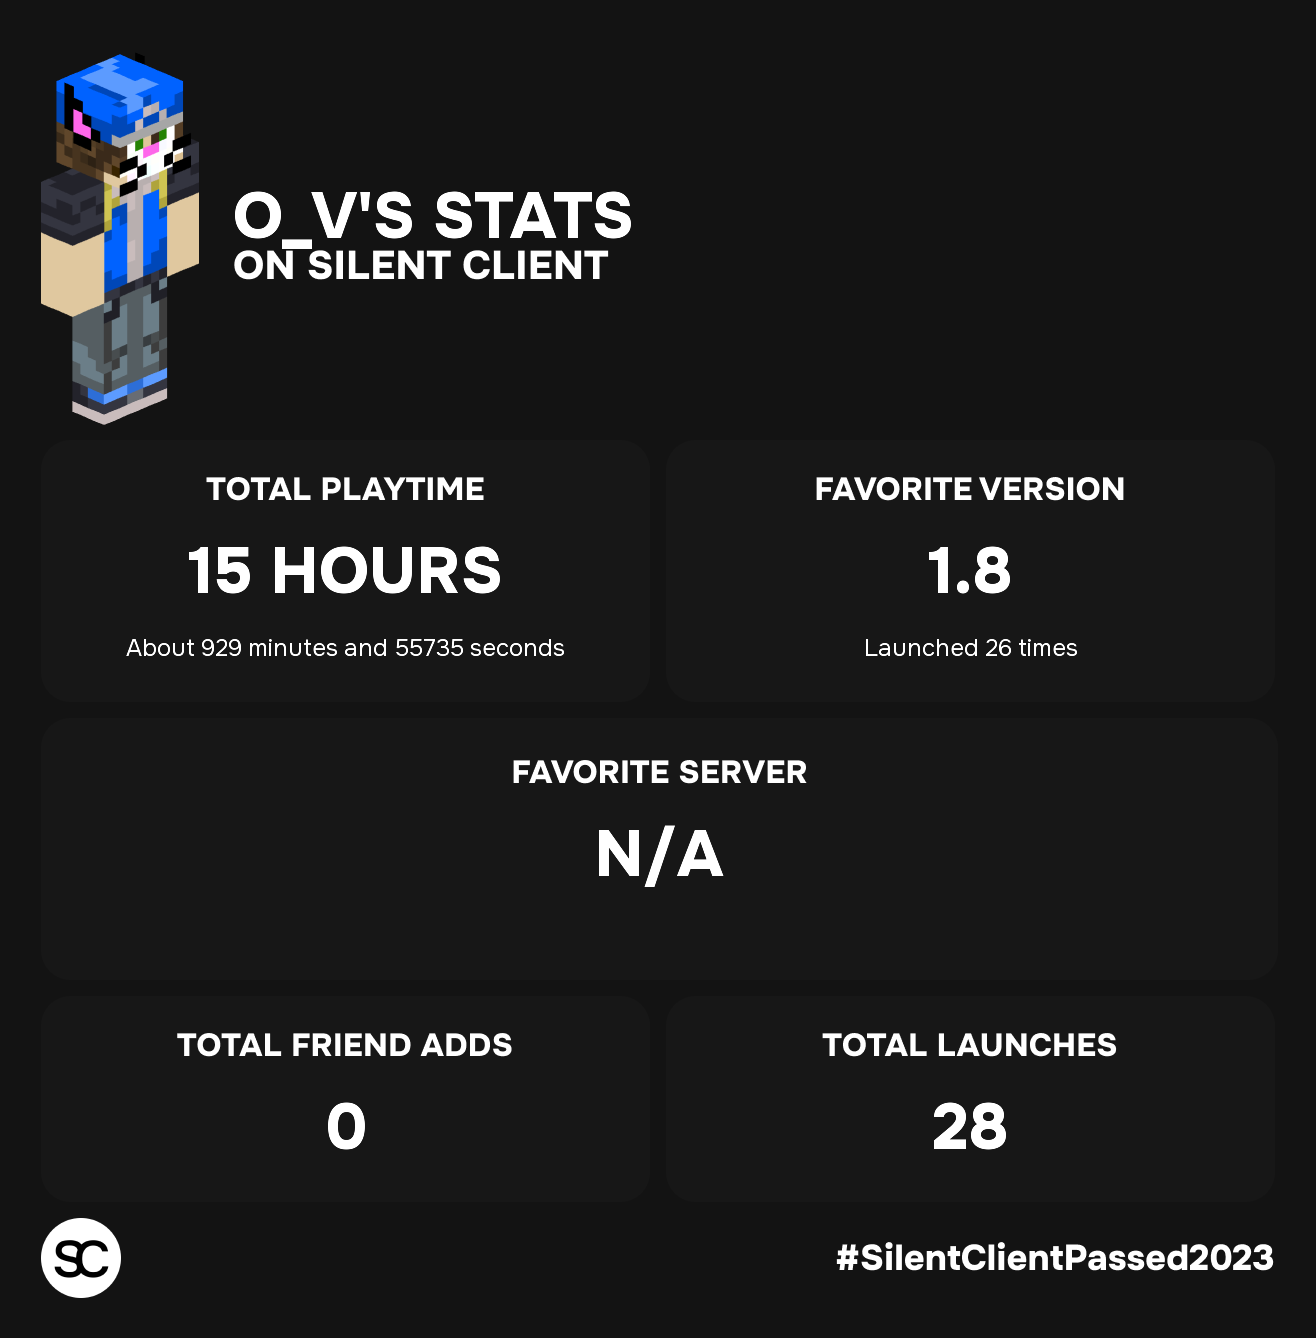 O_V'S STATS
ON SILENT CLIENT
TOTAL PLAYTIME
15 HOURS
About 929 minutes and 55735 seconds
FAVORITE VERSION
1.8
Launched 26 times
FAVORITE SERVER
N/A
TOTAL FRIEND ADDS
0
TOTAL LAUNCHES
28
SC
#SilentClientPassed2023